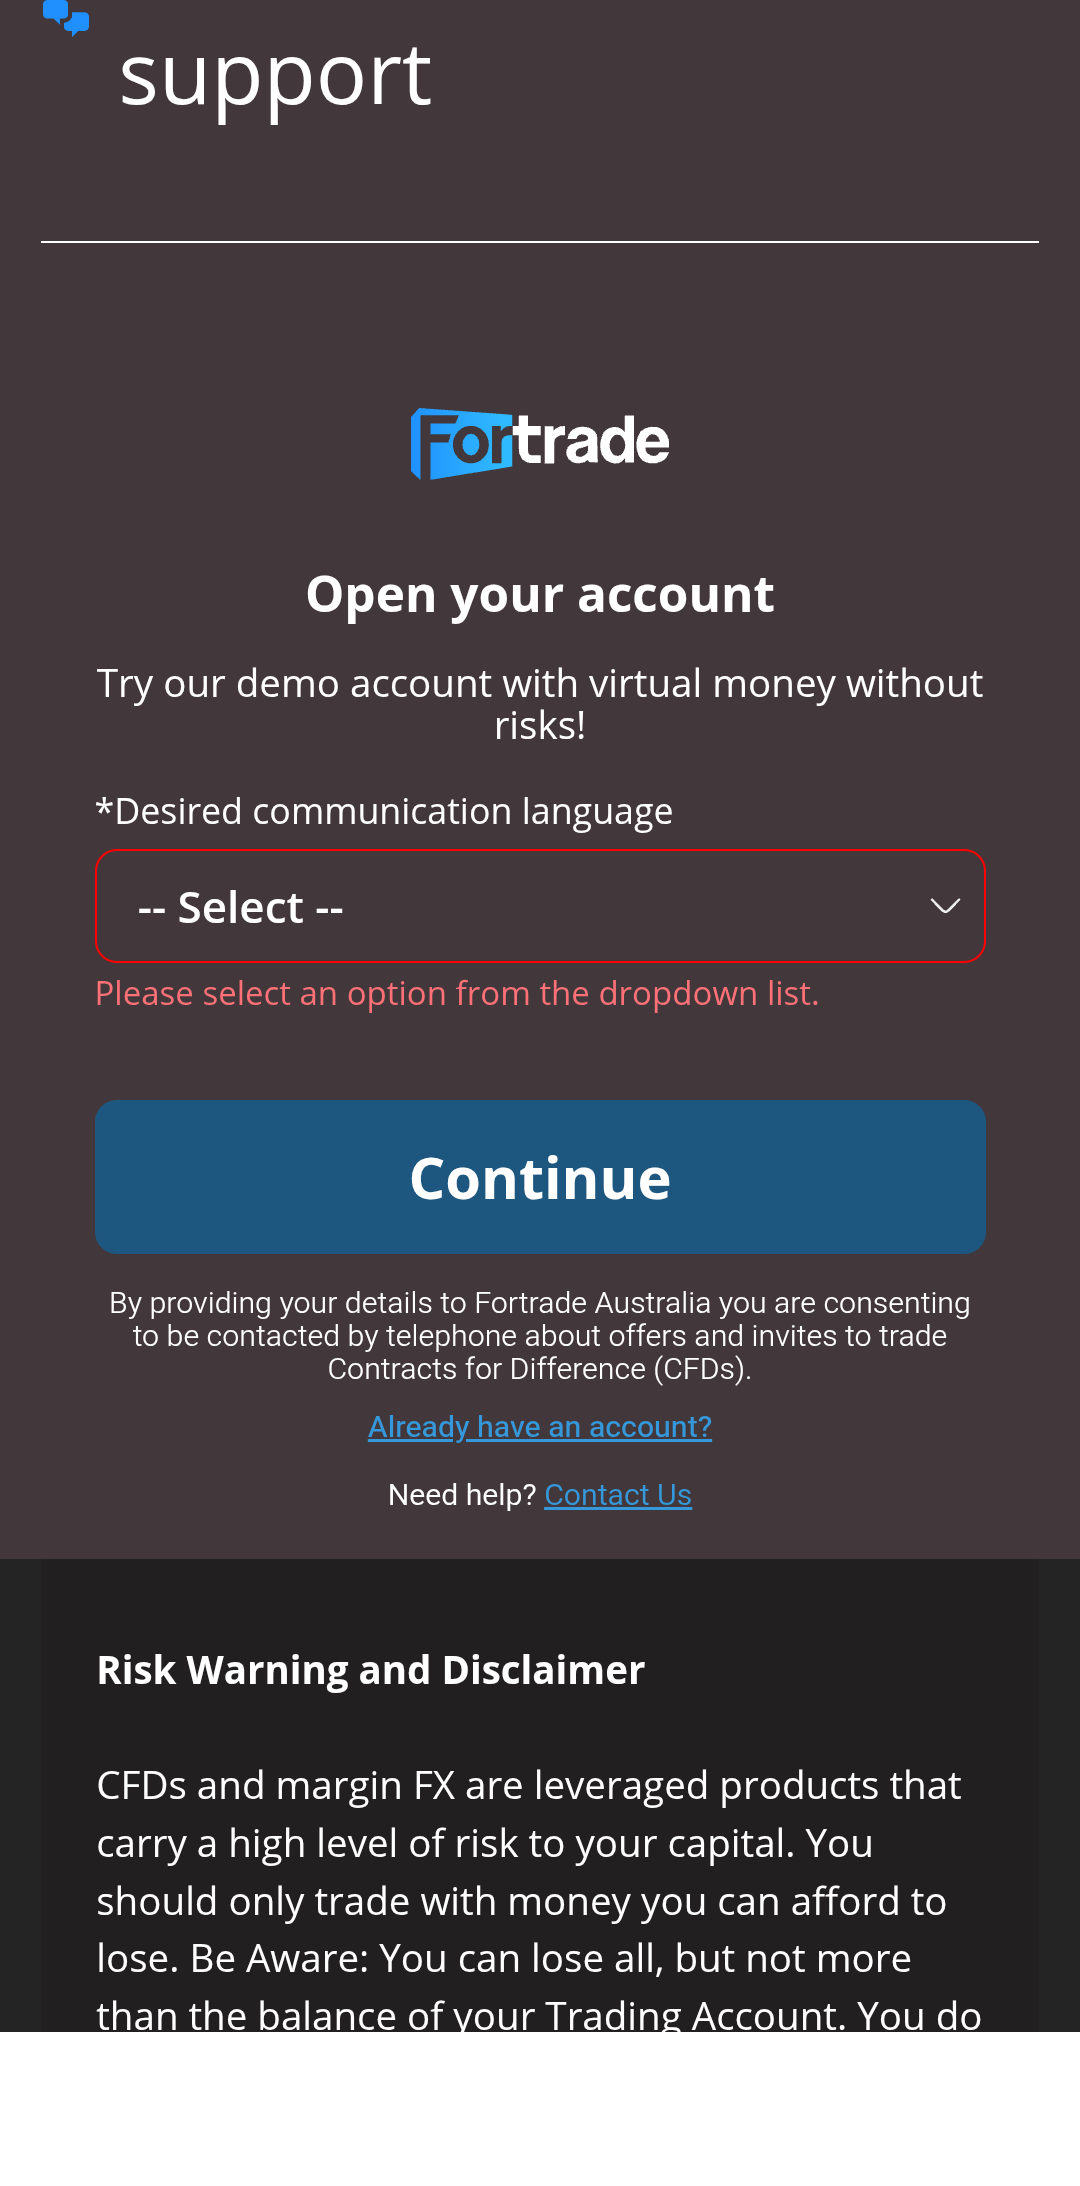 support
Fortrade
Open your account
Try our demo account with virtual money without
risks!
*Desired communication language
-- Select --
Please select an option from the dropdown list.
Continue
By providing your details to Fortrade Australia you are consenting
to be contacted by telephone about offers and invites to trade
Contracts for Difference (CFDs).
Already have an account?
Need help? Contact Us
Risk Warning and Disclaimer
CFDs and margin FX are leveraged products that
carry a high level of risk to your capital. You
should only trade with money you can afford to
lose. Be Aware: You can lose all, but not more
than the balance of your Trading Account. You do